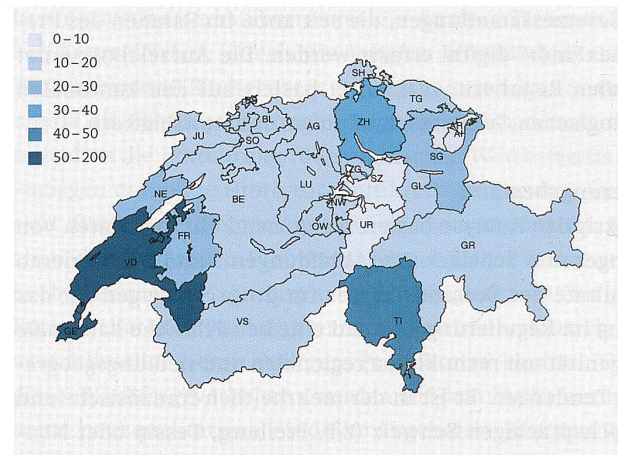 0–10
10–20
20–30
30–40
40–50
50–200
SH
TG
BL
ZH
AG
JU
SO
SG
ZG
SZ
LU
GL
NE
BE
NW
OW
UR
FR
GR
VD
VS
TI
GE